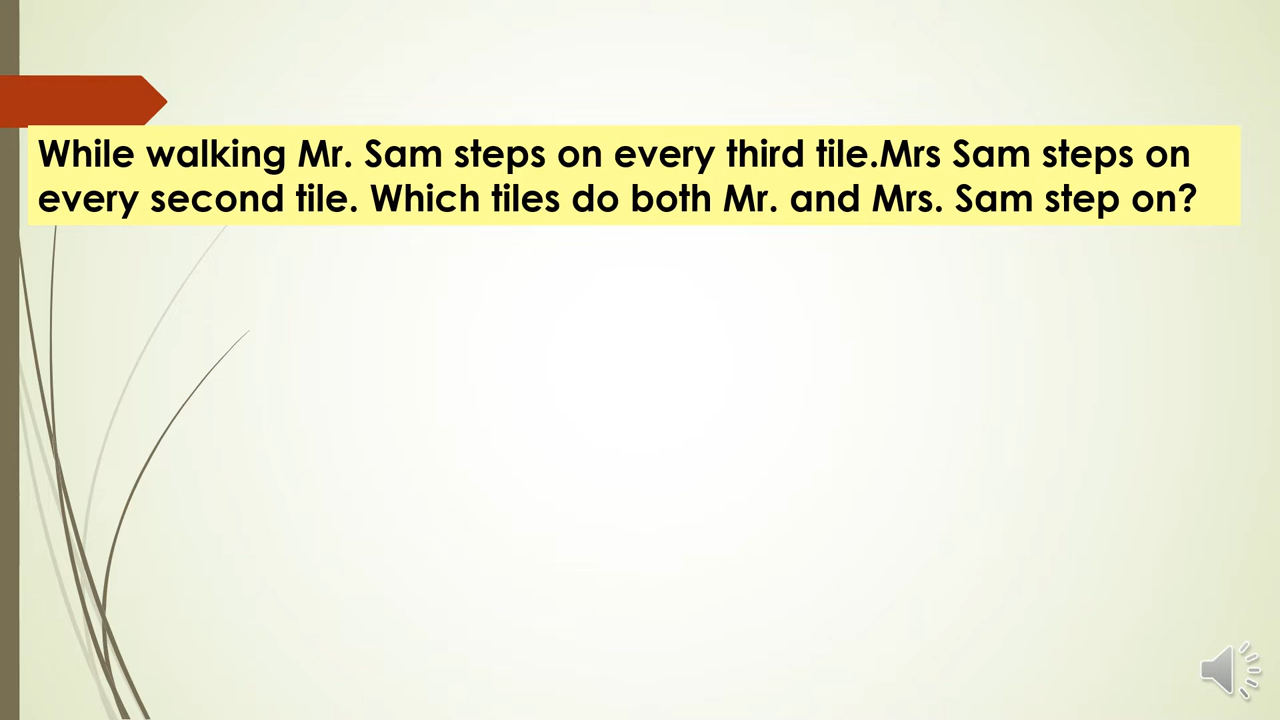 While walking Mr. Sam steps on every third tile.Mrs Sam steps on
every second tile. Which tiles do both Mr. and Mrs. Sam step on?